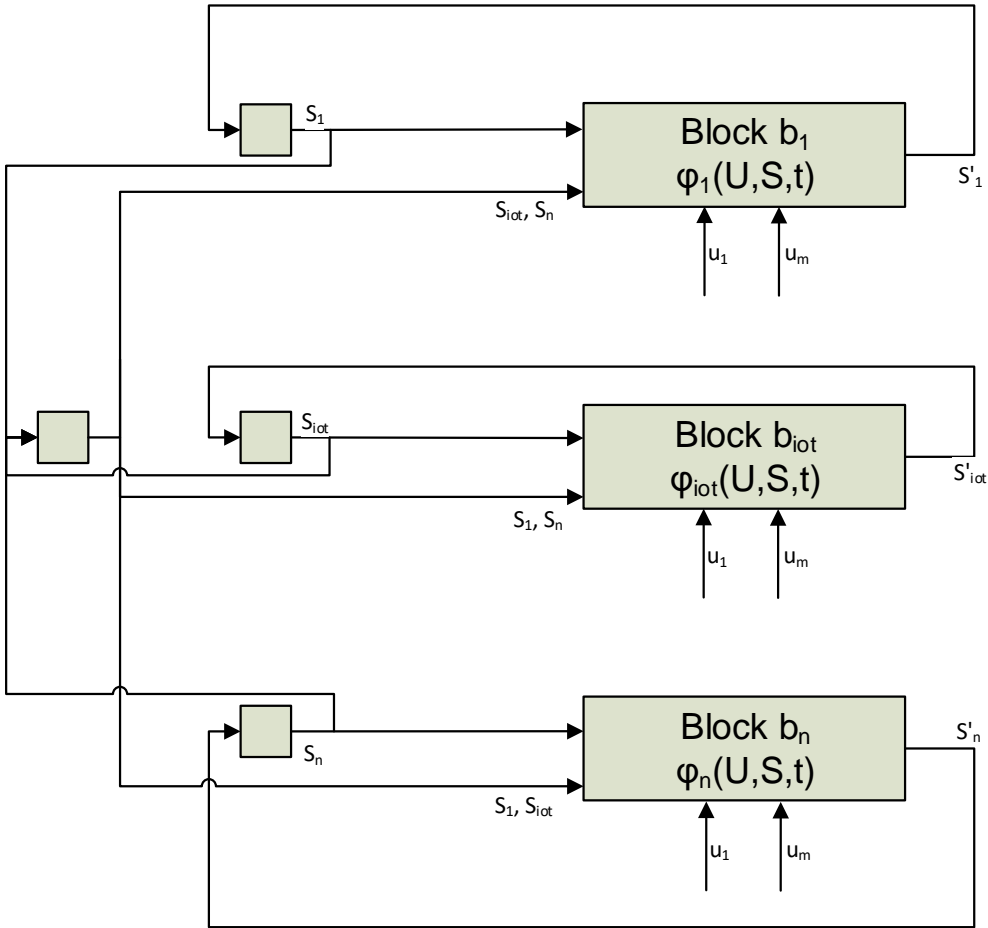 S₁
Block b₁
φ₁(U,S,t)
S'₁
Sᵢₒₜ, Sₙ
u₁
uₘ
Sᵢₒₜ
Block bᵢₒₜ
φᵢₒₜ(U,S,t)
S'ᵢₒₜ
S₁, Sₙ
u₁
uₘ
Block bₙ
φₙ(U,S,t)
S'ₙ
Sₙ
S₁, Sᵢₒₜ
u₁
uₘ